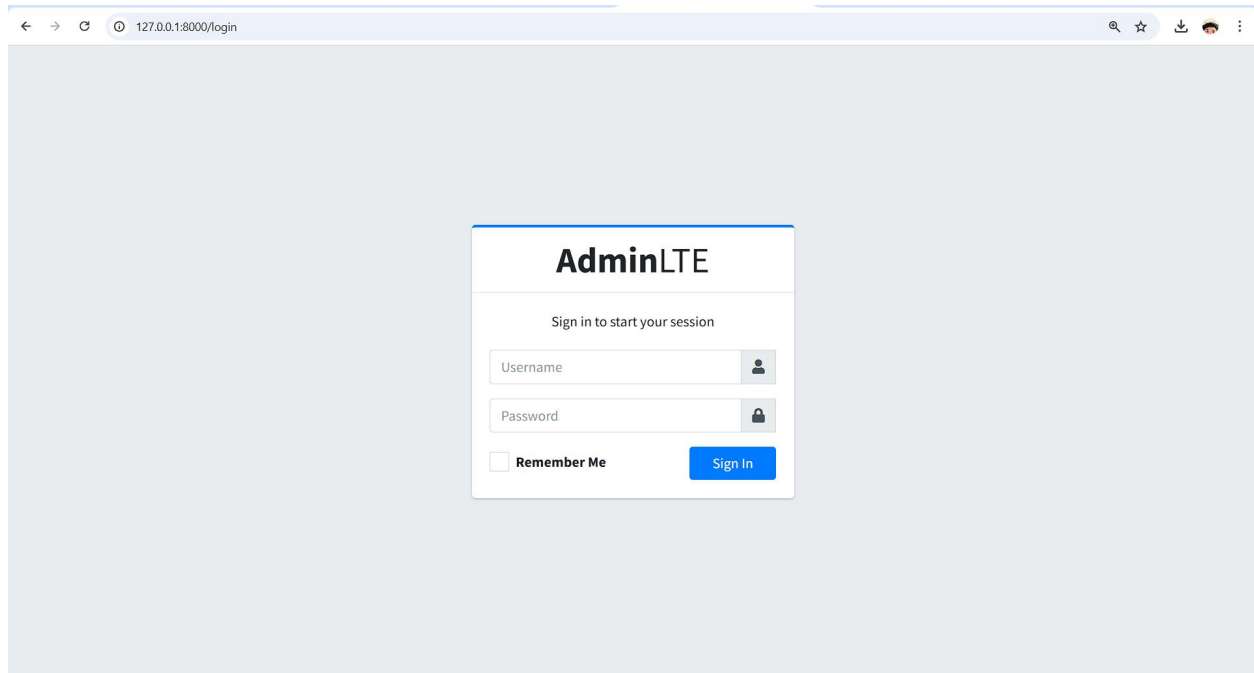 127.0.0.1:8000/login
AdminLTE
Sign in to start your session
Username
Password
Remember Me
Sign In